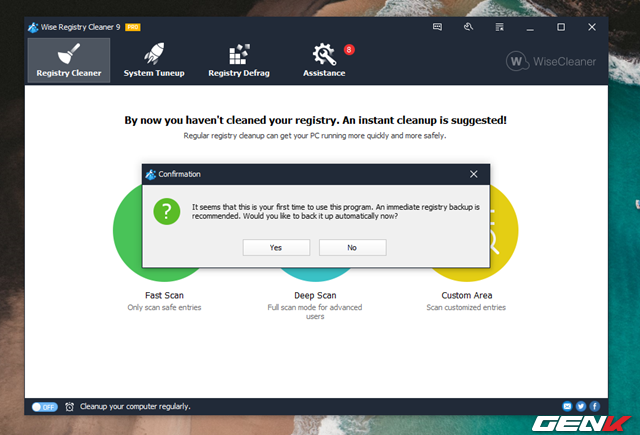 Wise Registry Cleaner 9 PRO
Registry Cleaner
System Tuneup
Registry Defrag
Assistance
8
W WiseCleaner
By now you haven't cleaned your registry. An instant cleanup is suggested!
Regular registry cleanup can get your PC running more quickly and more safely.
Confirmation
?
It seems that this is your first time to use this program. An immediate registry backup is
recommended. Would you like to back it up automatically now?
Yes
No
Fast Scan
Only scan safe entries
Deep Scan
Full scan mode for advanced
users
Custom Area
Scan customized entries
OFF
Cleanup your computer regularly.
GENK